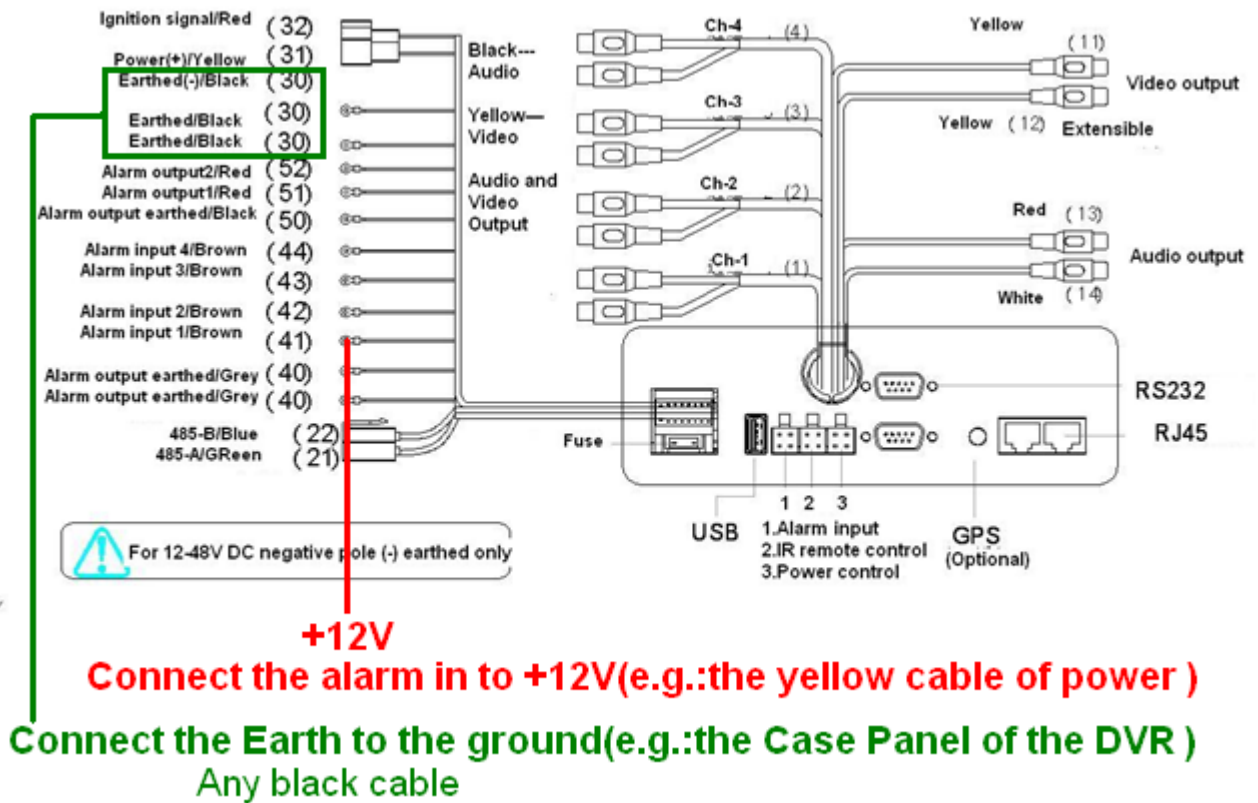 Ignition signal/Red (32)
Power(+)/Yellow (31)
Earthed(-)/Black (30)
Earthed/Black (30)
Earthed/Black (30)
Alarm output2/Red (52)
Alarm output1/Red (51)
Alarm output earthed/Black (50)
Alarm input 4/Brown (44)
Alarm input 3/Brown (43)
Alarm input 2/Brown (42)
Alarm input 1/Brown (41)
Alarm output earthed/Grey (40)
Alarm output earthed/Grey (40)
485-B/Blue (22)
485-A/GReen (21)
Black---
Audio
Yellow—
Video
Audio and
Video
Output
Ch-4 (4)
Ch-3 (3)
Ch-2 (2)
Ch-1 (1)
Yellow (11)
Video output
Yellow (12) Extensible
Red (13)
Audio output
White (14)
RS232
RJ45
Fuse
USB
1 2 3
1.Alarm input
2.IR remote control
3.Power control
GPS
(Optional)
For 12-48V DC negative pole (-) earthed only
+12V
Connect the alarm in to +12V(e.g.:the yellow cable of power )
Connect the Earth to the ground(e.g.:the Case Panel of the DVR )
Any black cable